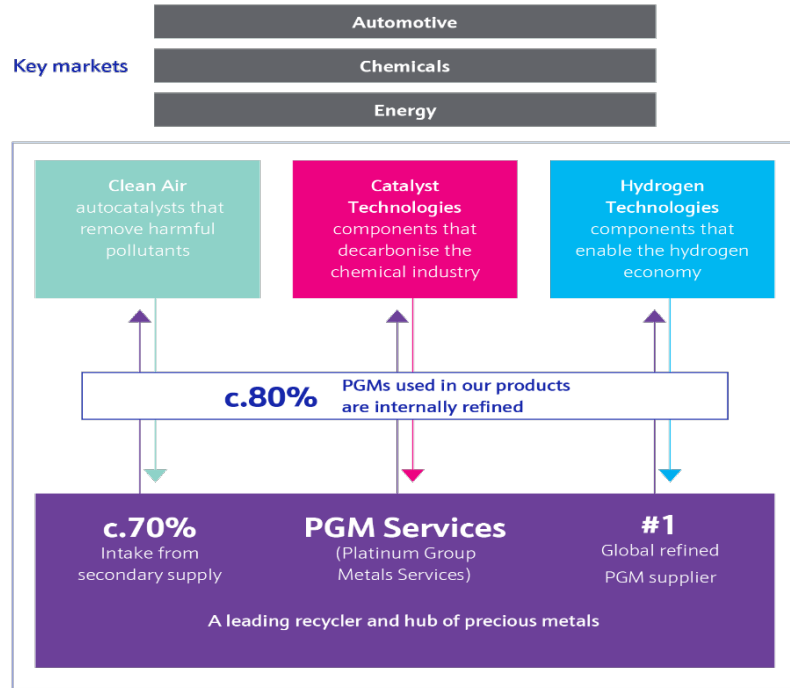 Automotive
Key markets
Chemicals
Energy
Clean Air
autocatalysts that
remove harmful
pollutants
Catalyst
Technologies
components that
decarbonise the
chemical industry
Hydrogen
Technologies
components that
enable the hydrogen
economy
c.80%
PGMs used in our products
are internally refined
c.70%
Intake from
secondary supply
PGM Services
(Platinum Group
Metals Services)
#1
Global refined
PGM supplier
A leading recycler and hub of precious metals